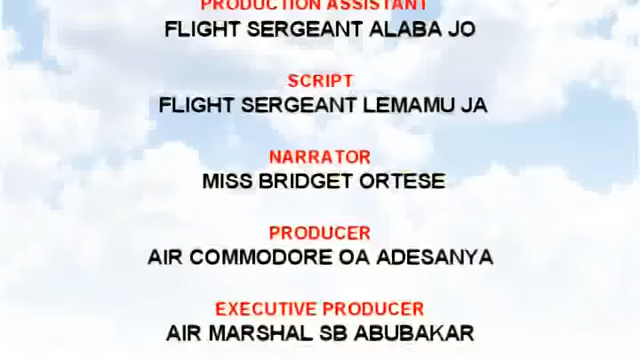 PRODUCTION ASSISTANT
FLIGHT SERGEANT ALABA JO
SCRIPT
FLIGHT SERGEANT LEMAMU JA
NARRATOR
MISS BRIDGET ORTESE
PRODUCER
AIR COMMODORE OA ADESANYA
EXECUTIVE PRODUCER
AIR MARSHAL SB ABUBAKAR